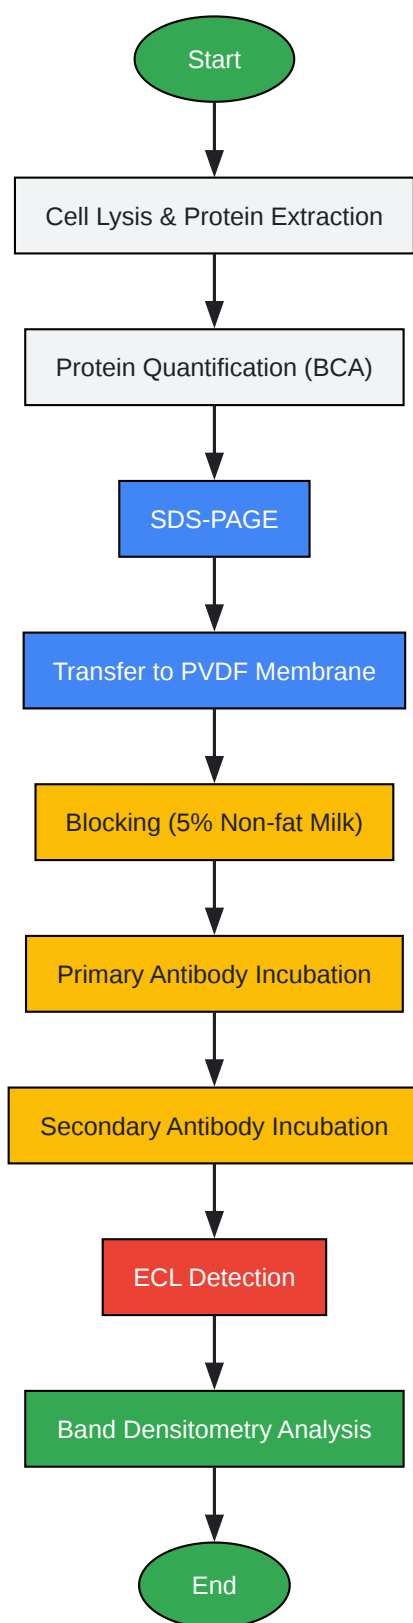 Start
Cell Lysis & Protein Extraction
Protein Quantification (BCA)
SDS-PAGE
Transfer to PVDF Membrane
Blocking (5% Non-fat Milk)
Primary Antibody Incubation
Secondary Antibody Incubation
ECL Detection
Band Densitometry Analysis
End